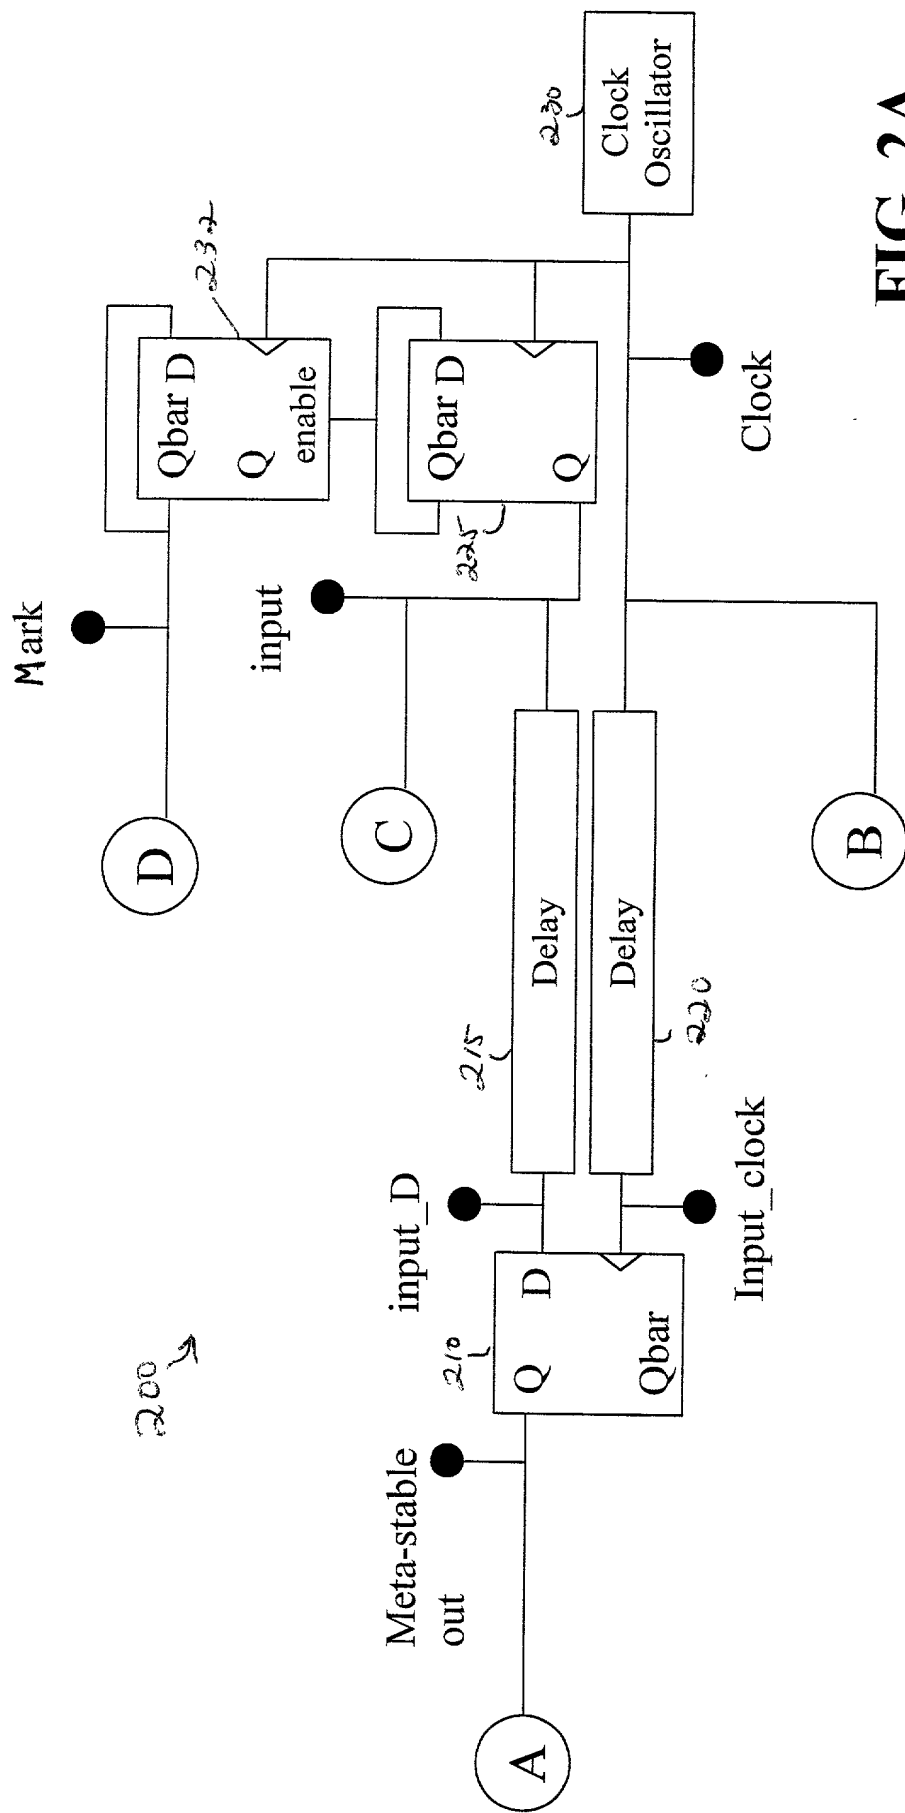 200
A
Meta-stable
out
210
Q
D
Qbar
input_D
Input_clock
215
Delay
Delay
220
D
C
B
Mark
input
Qbar D
Q
enable
232
Qbar D
Q
225
Clock
230
Clock
Oscillator
FIG 2A